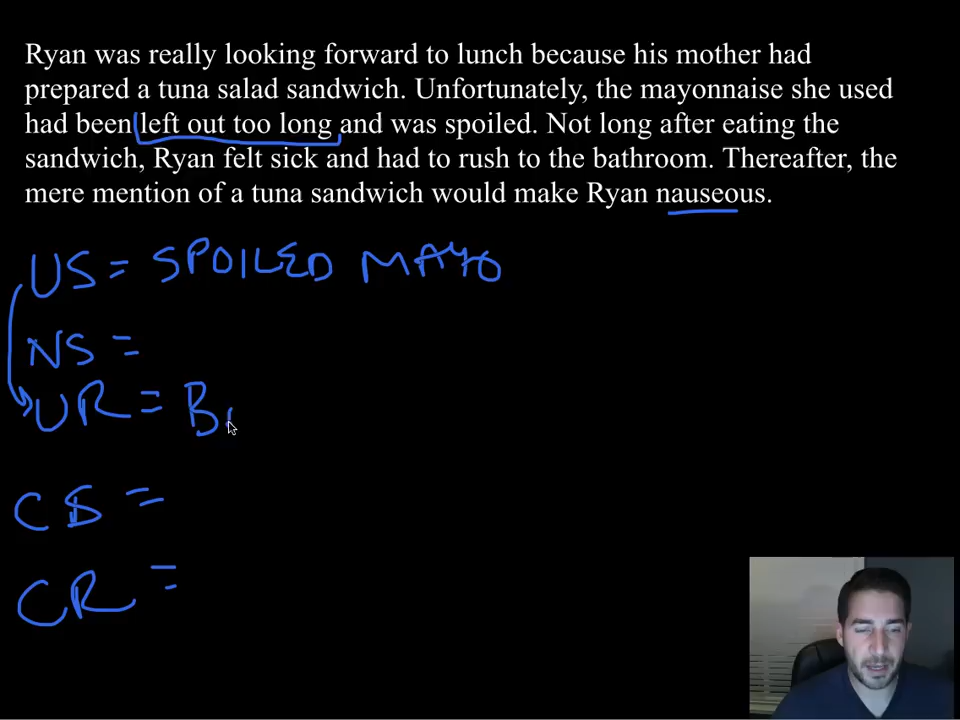 Ryan was really looking forward to lunch because his mother had
prepared a tuna salad sandwich. Unfortunately, the mayonnaise she used
had been left out too long and was spoiled. Not long after eating the
sandwich, Ryan felt sick and had to rush to the bathroom. Thereafter, the
mere mention of a tuna sandwich would make Ryan nauseous.
US = SPOILED MAYO
NS =
UR = B
CS =
CR =